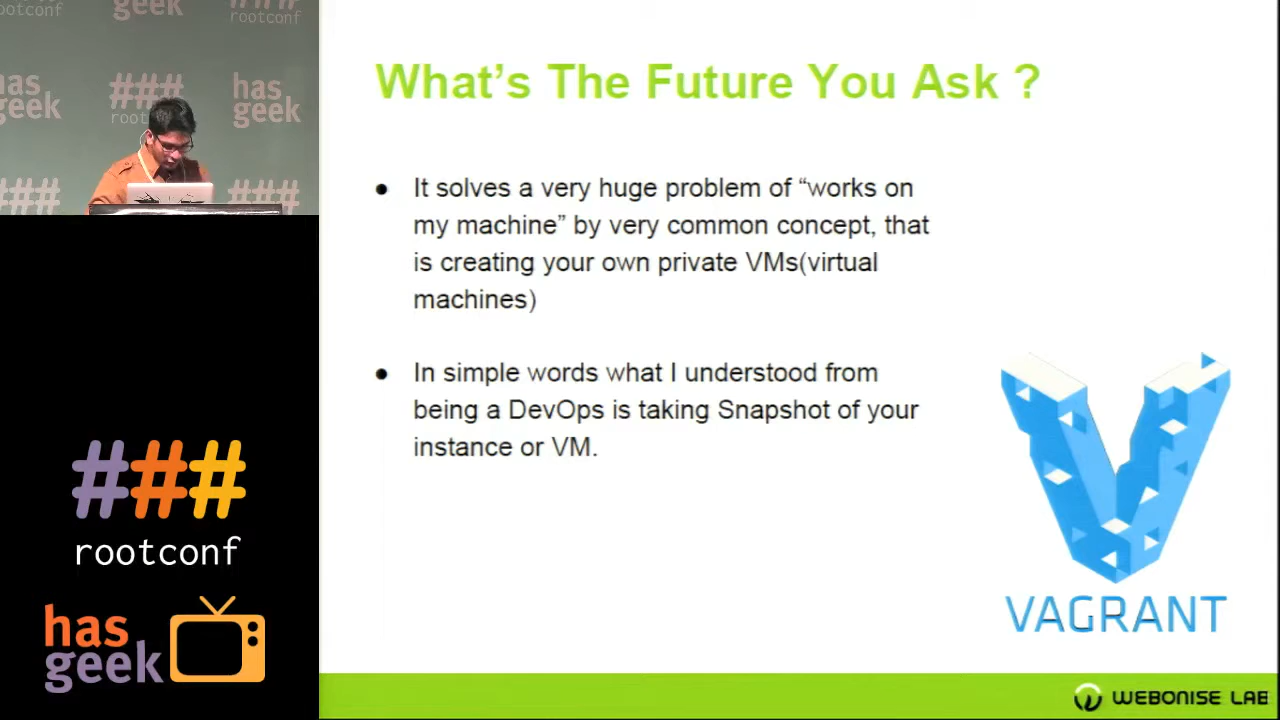 rootconf
geek
###
rootconf
as
geek
###
root
has
geek
###
###
What's The Future You Ask ?
● It solves a very huge problem of “works on
my machine” by very common concept, that
is creating your own private VMs(virtual
machines)
● In simple words what I understood from
being a DevOps is taking Snapshot of your
instance or VM.
VAGRANT
WEBONISE LAB
###
rootconf
has
geek